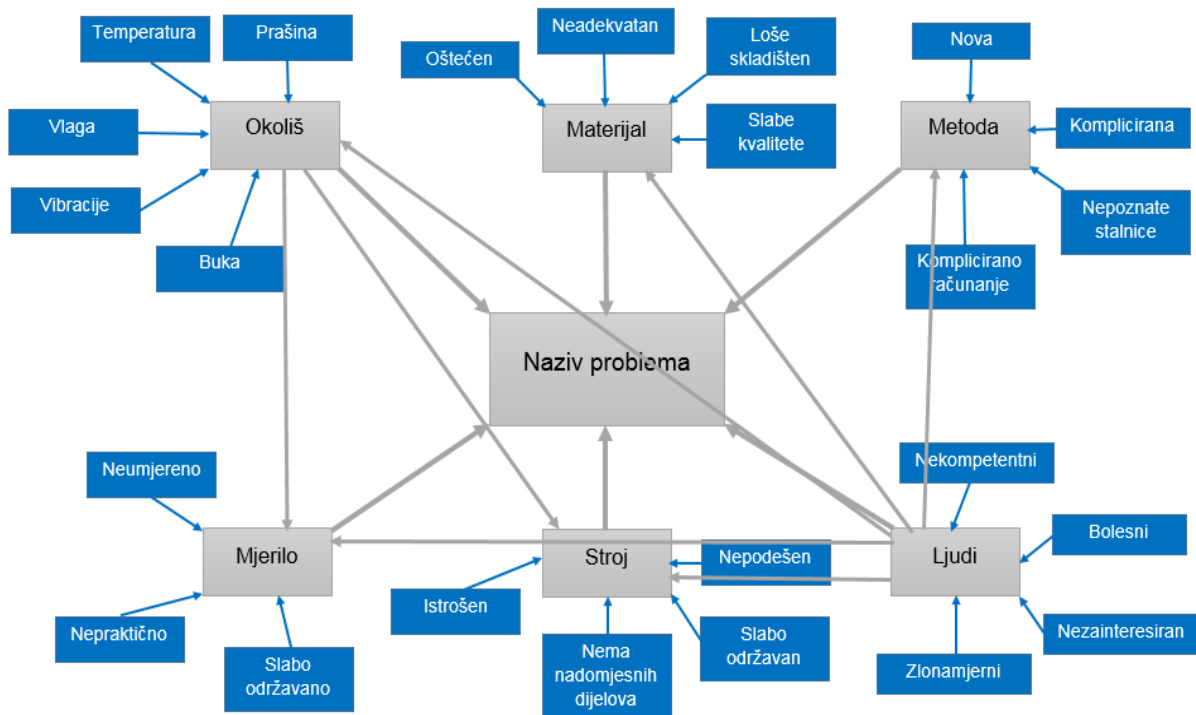 Temperatura
Prašina
Neadekvatan
Loše
skladišten
Nova
Oštećen
Vlaga
Okoliš
Materijal
Slabe
kvalitete
Metoda
Komplicirana
Vibracije
Buka
Nepoznate
stalnice
Komplicirano
računanje
Naziv problema
Neumjereno
Nekompetentni
Bolesni
Mjerilo
Stroj
Nepodešen
Ljudi
Istrošen
Nepraktično
Slabo
održavano
Nema
nadomjesnih
dijelova
Slabo
održavan
Zlonamjerni
Nezainteresiran